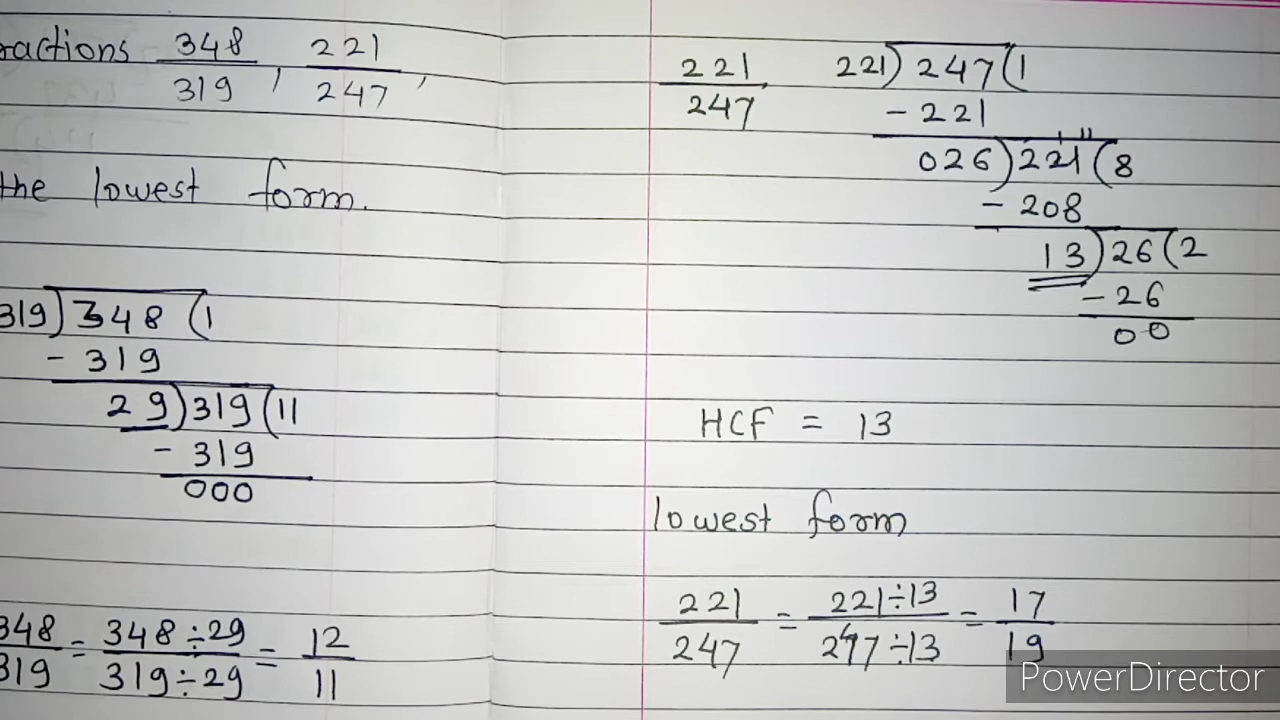 ractions 348/319, 221/247,
the lowest form.
319)348(1
- 319
29)319(11
- 319
000
348/319 = 348÷29/319÷29 = 12/11
221/247 221)247(1
- 221
026)221(8
- 208
13)26(2
- 26
00
HCF = 13
lowest form
221/247 = 221÷13/247÷13 = 17/19
PowerDirector